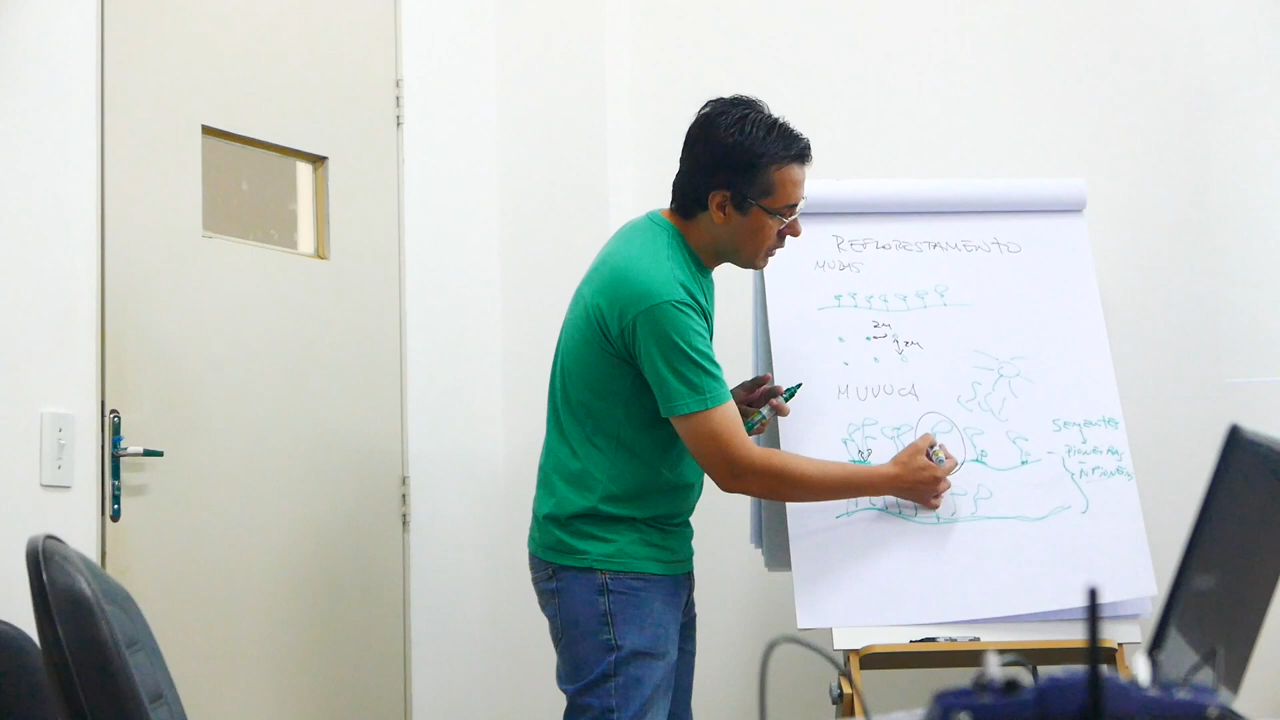 REFLORESTAMENTO
MUDAS
2M
2M
MUVUCA
sementes
Pioneiras